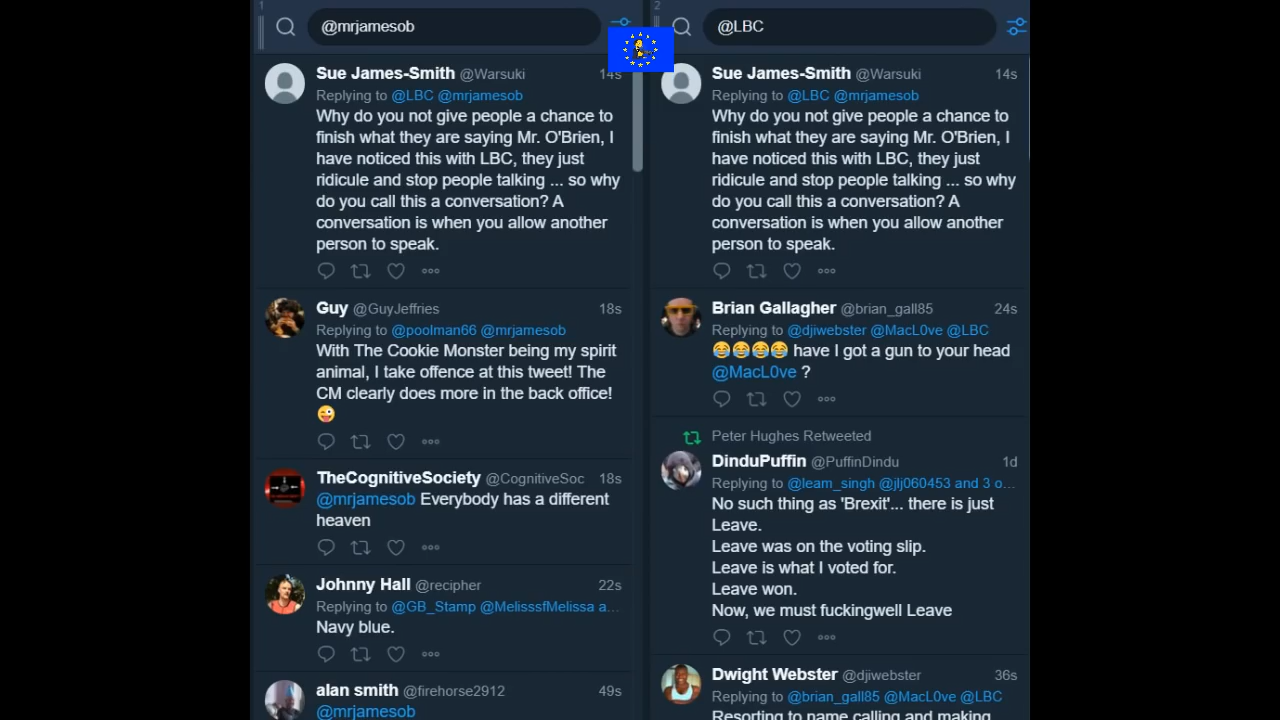 1
@mrjamesob
Sue James-Smith @Warsuki 14s
Replying to @LBC @mrjamesob
Why do you not give people a chance to
finish what they are saying Mr. O'Brien, I
have noticed this with LBC, they just
ridicule and stop people talking ... so why
do you call this a conversation? A
conversation is when you allow another
person to speak.
Guy @GuyJeffries 18s
Replying to @poolman66 @mrjamesob
With The Cookie Monster being my spirit
animal, I take offence at this tweet! The
CM clearly does more in the back office!
😜
TheCognitiveSociety @CognitiveSoc 18s
@mrjamesob Everybody has a different
heaven
Johnny Hall @recipher 22s
Replying to @GB_Stamp @MelisssfMelissa a...
Navy blue.
alan smith @firehorse2912 49s
@mrjamesob
2
@LBC
Sue James-Smith @Warsuki 14s
Replying to @LBC @mrjamesob
Why do you not give people a chance to
finish what they are saying Mr. O'Brien, I
have noticed this with LBC, they just
ridicule and stop people talking ... so why
do you call this a conversation? A
conversation is when you allow another
person to speak.
Brian Gallagher @brian_gall85 24s
Replying to @djiwebster @MacL0ve @LBC
😂😂😂😂 have I got a gun to your head
@MacL0ve ?
Peter Hughes Retweeted
DinduPuffin @PuffinDindu 1d
Replying to @leam_singh @jlj060453 and 3 o...
No such thing as 'Brexit'... there is just
Leave.
Leave was on the voting slip.
Leave is what I voted for.
Leave won.
Now, we must fuckingwell Leave
Dwight Webster @djiwebster 36s
Replying to @brian_gall85 @MacL0ve @LBC
Resorting to name calling and making